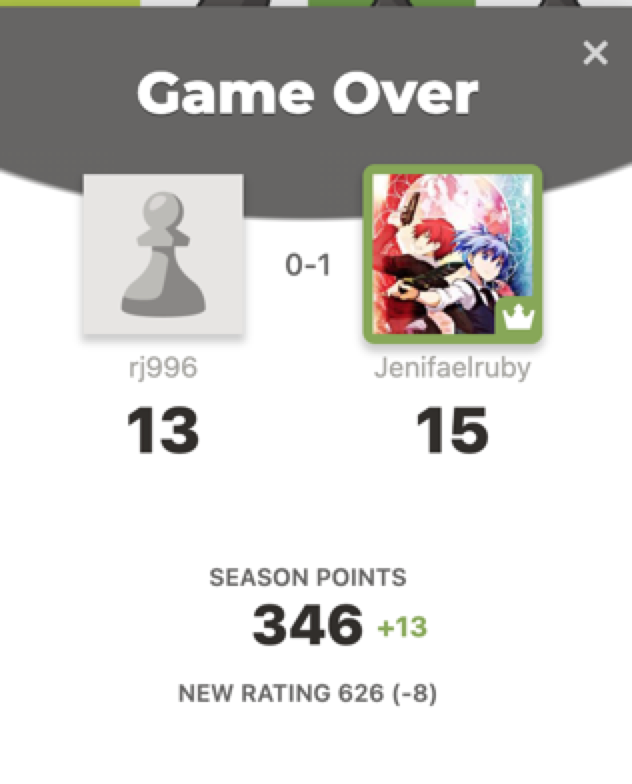 Game Over
0-1
rj996
Jenifaelruby
13
15
SEASON POINTS
346 +13
NEW RATING 626 (-8)